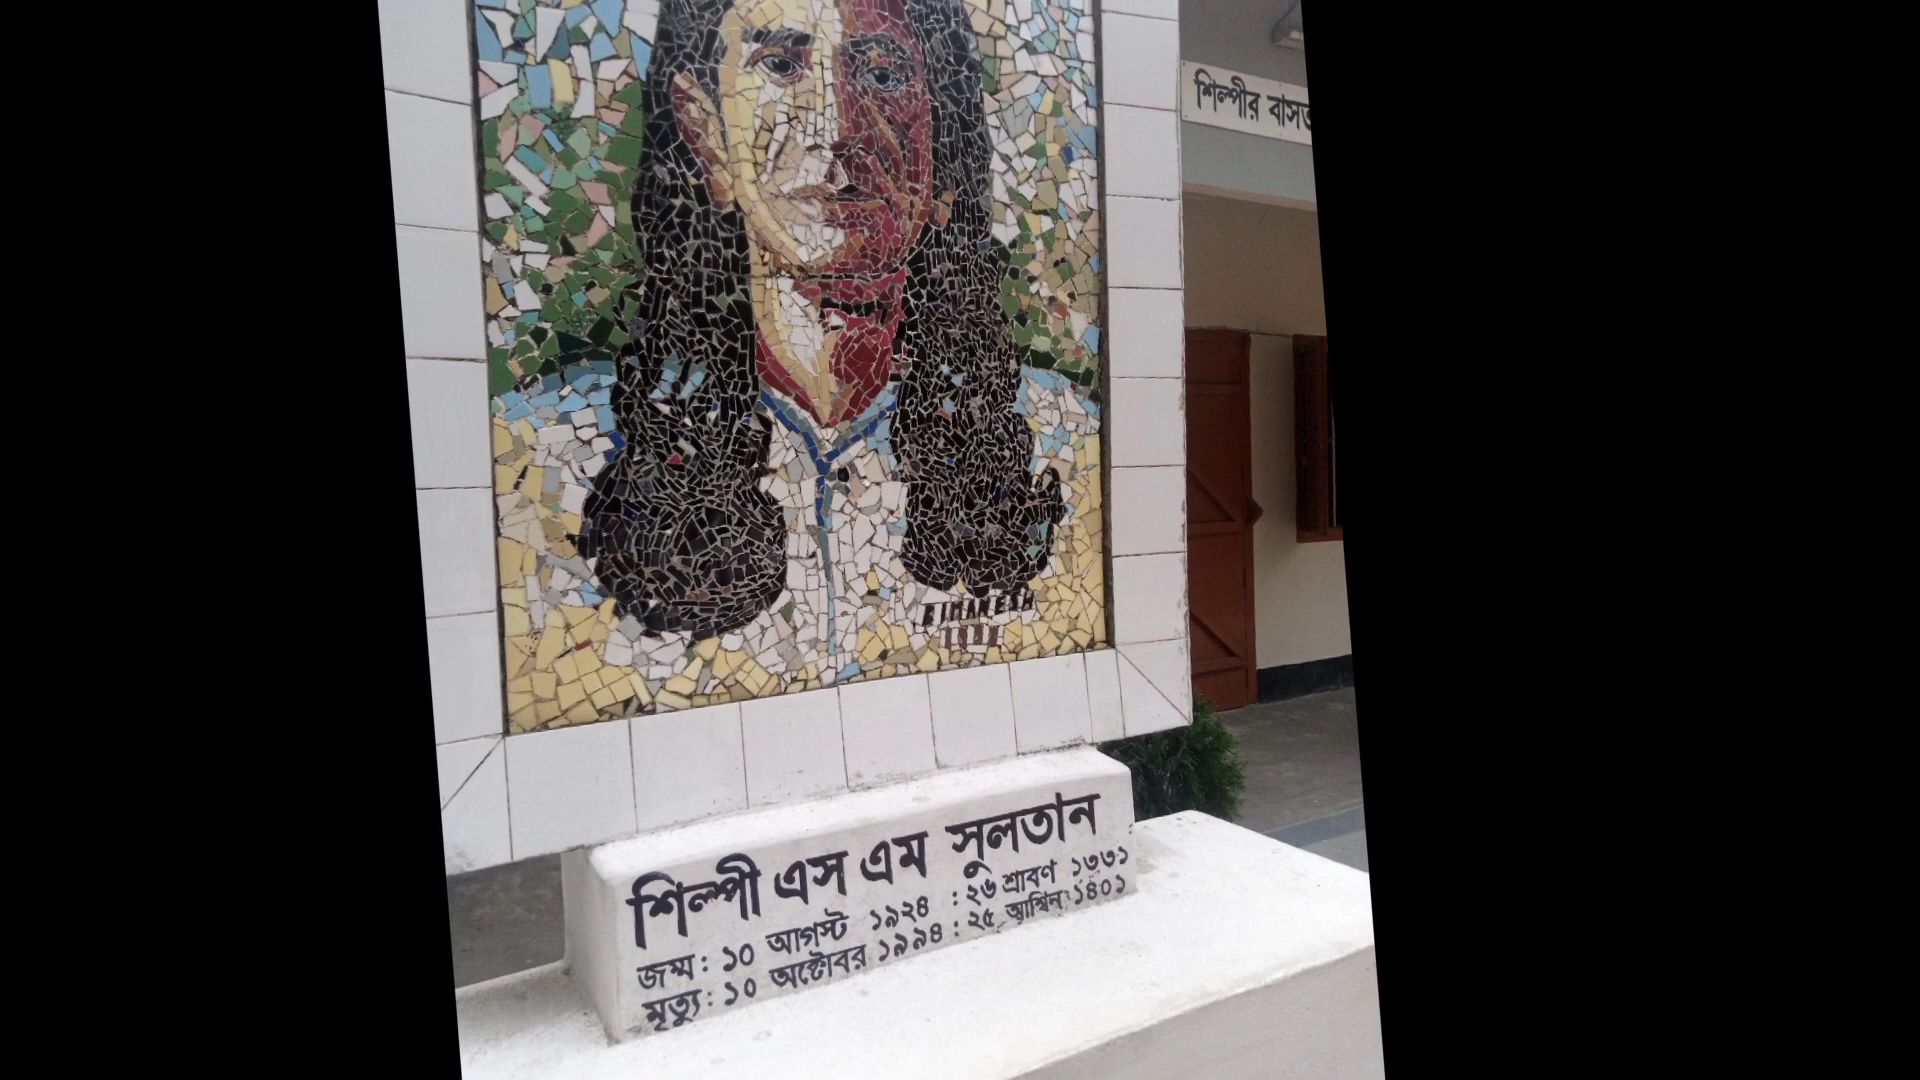 শিল্পীর
BIMANESH
শিল্পী এস এম সুলতান
জন্ম : ১০ আগস্ট ১৯২৪ : ২৬ শ্রাবণ ১৩৩১
মৃত্যু : ১০ অক্টোবর ১৯৯৪ : ২৫ আশ্বিন : ১৪০১